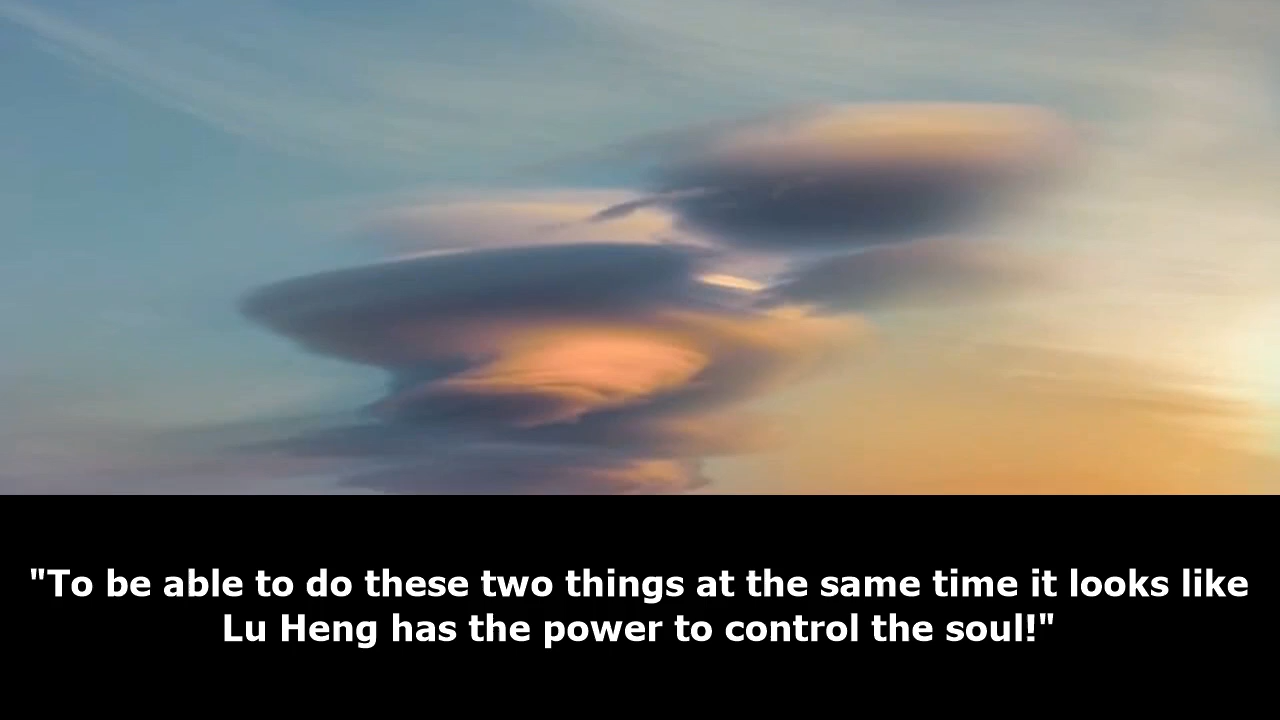 "To be able to do these two things at the same time it looks like
Lu Heng has the power to control the soul!"